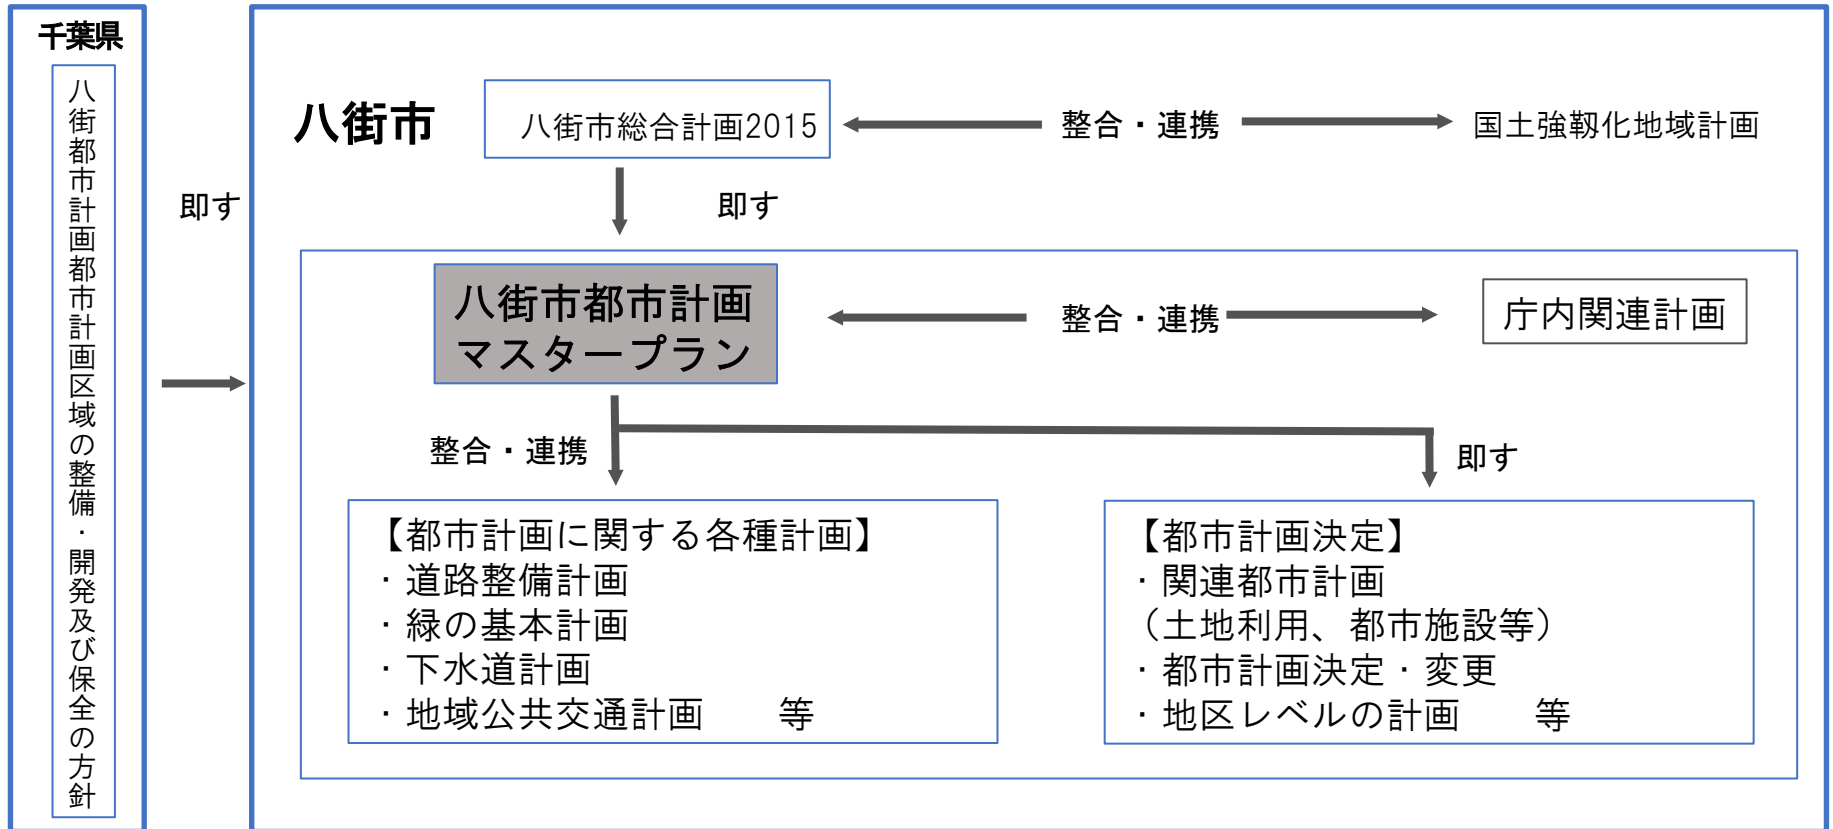 千葉県
八街都市計画都市計画区域の整備・開発及び保全の方針
即す
八街市
八街市総合計画2015
整合・連携
国土強靱化地域計画
即す
八街市都市計画
マスタープラン
整合・連携
庁内関連計画
整合・連携
即す
【都市計画に関する各種計画】
・道路整備計画
・緑の基本計画
・下水道計画
・地域公共交通計画　　等
【都市計画決定】
・関連都市計画
（土地利用、都市施設等）
・都市計画決定・変更
・地区レベルの計画　　等